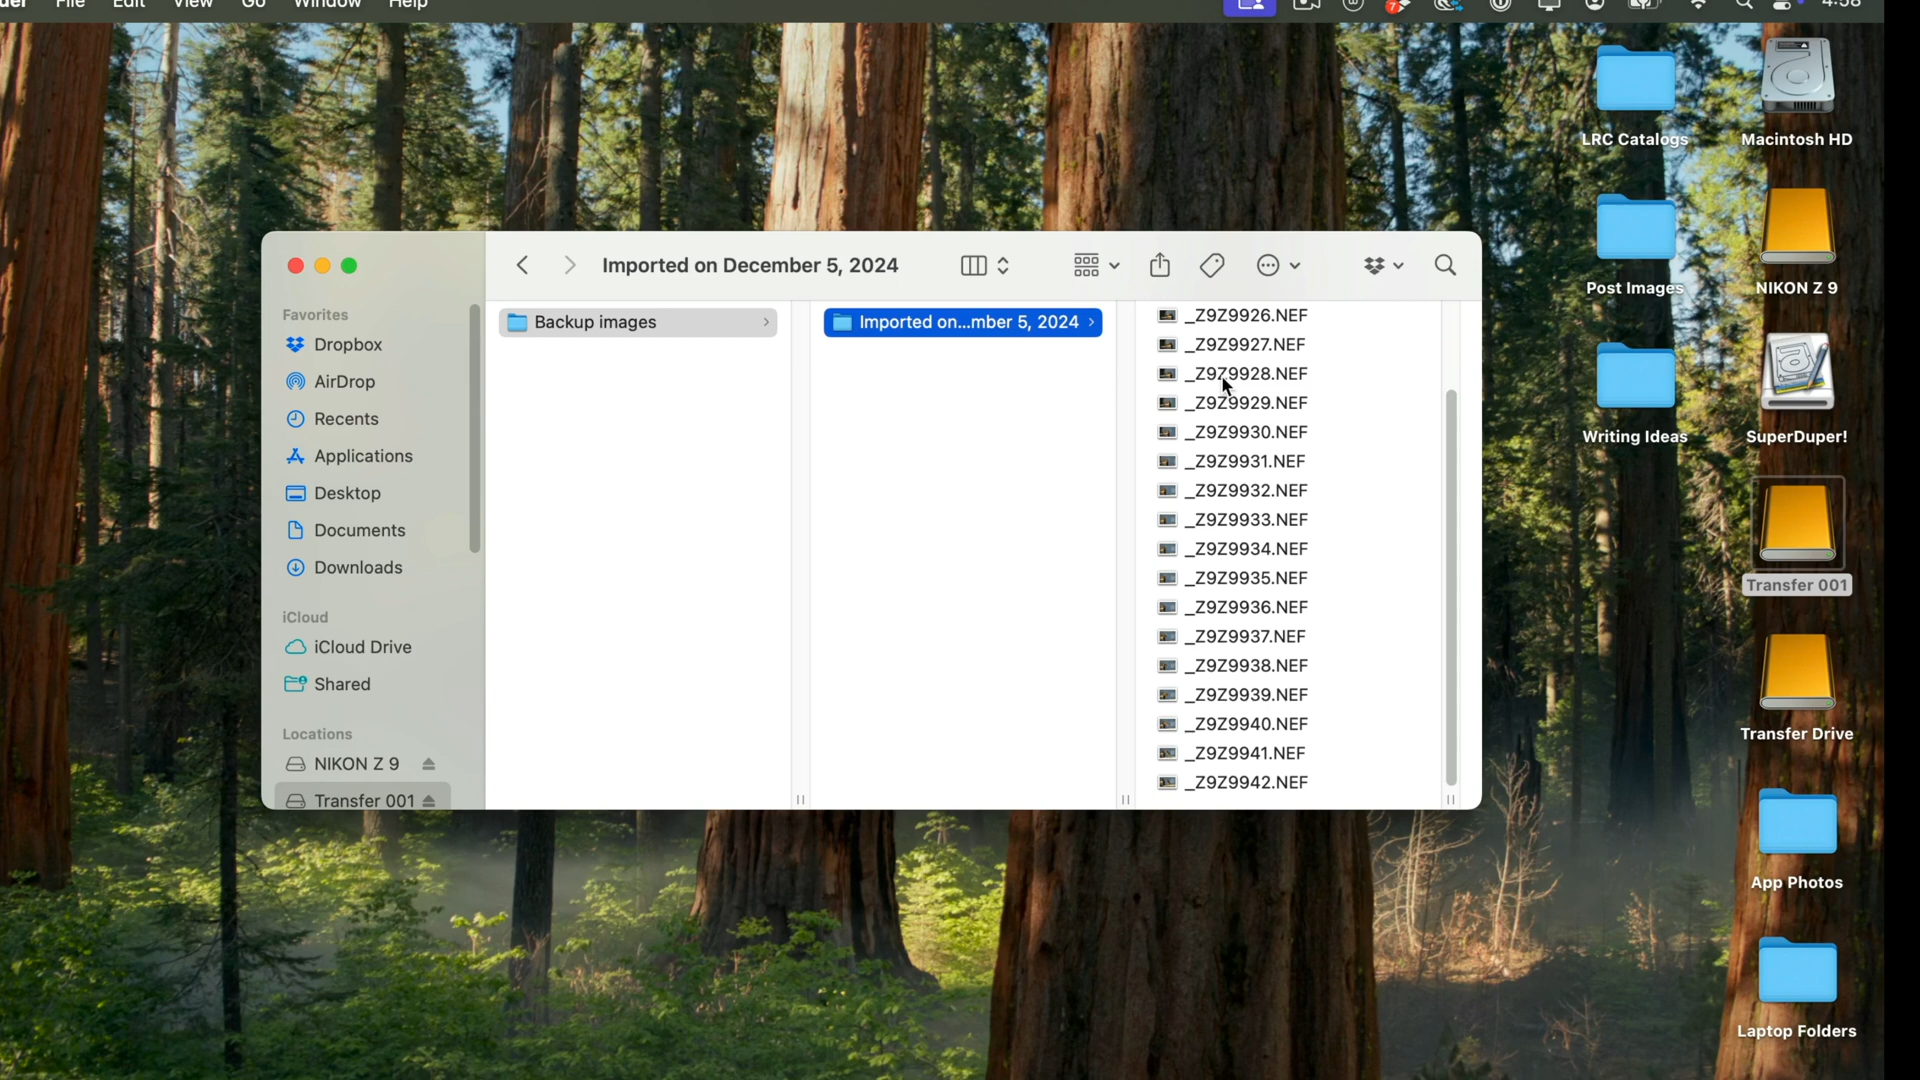 File Edit View Go Window Help
7 4:58
LRC Catalogs
Macintosh HD
Post Images
NIKON Z 9
Writing Ideas
SuperDuper!
Transfer 001
Transfer Drive
App Photos
Laptop Folders
Imported on December 5, 2024
Favorites
Dropbox
AirDrop
Recents
Applications
Desktop
Documents
Downloads
iCloud
iCloud Drive
Shared
Locations
NIKON Z 9
Transfer 001
Backup images
Imported on...mber 5, 2024
_Z9Z9926.NEF
_Z9Z9927.NEF
_Z9Z9928.NEF
_Z9Z9929.NEF
_Z9Z9930.NEF
_Z9Z9931.NEF
_Z9Z9932.NEF
_Z9Z9933.NEF
_Z9Z9934.NEF
_Z9Z9935.NEF
_Z9Z9936.NEF
_Z9Z9937.NEF
_Z9Z9938.NEF
_Z9Z9939.NEF
_Z9Z9940.NEF
_Z9Z9941.NEF
_Z9Z9942.NEF